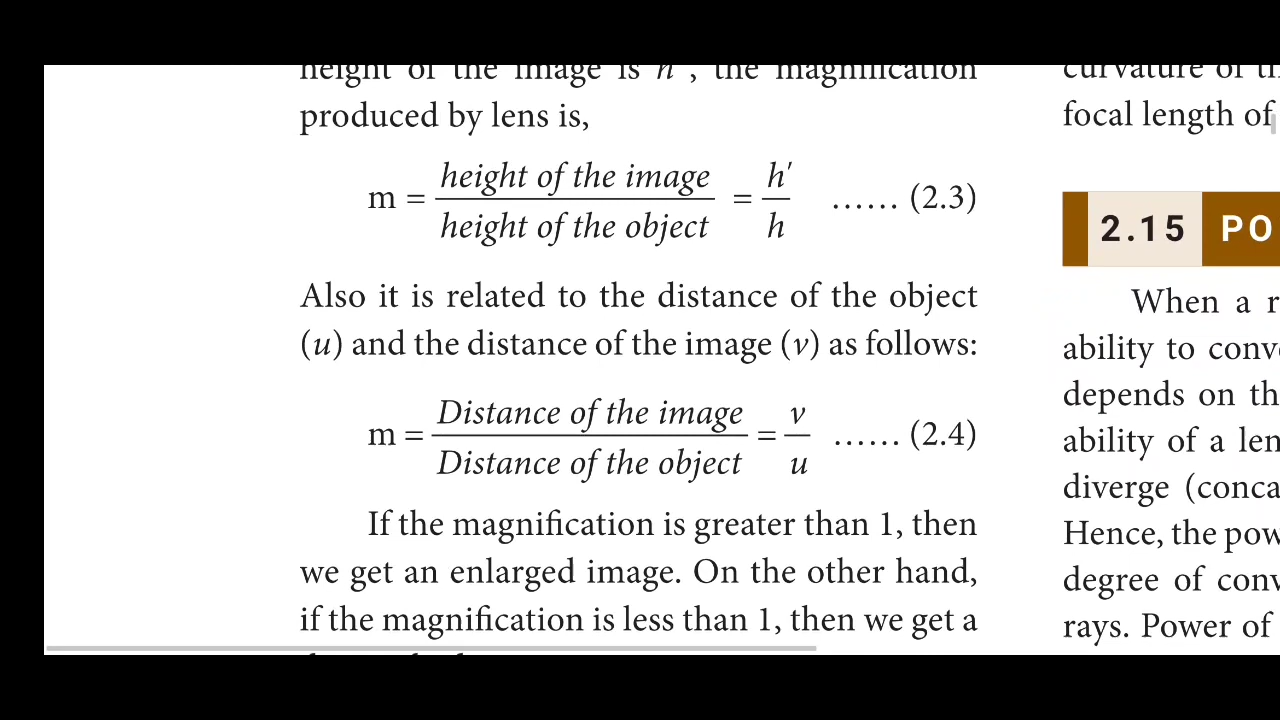 height of the image is h', the magnification
produced by lens is,
m = height of the image / height of the object = h'/h ...... (2.3)
Also it is related to the distance of the object
(u) and the distance of the image (v) as follows:
m = Distance of the image / Distance of the object = v/u ...... (2.4)
If the magnification is greater than 1, then
we get an enlarged image. On the other hand,
if the magnification is less than 1, then we get a
focal length of
2.15 PO
When a r
ability to conv
depends on th
ability of a len
diverge (conca
Hence, the pow
degree of conv
rays. Power of